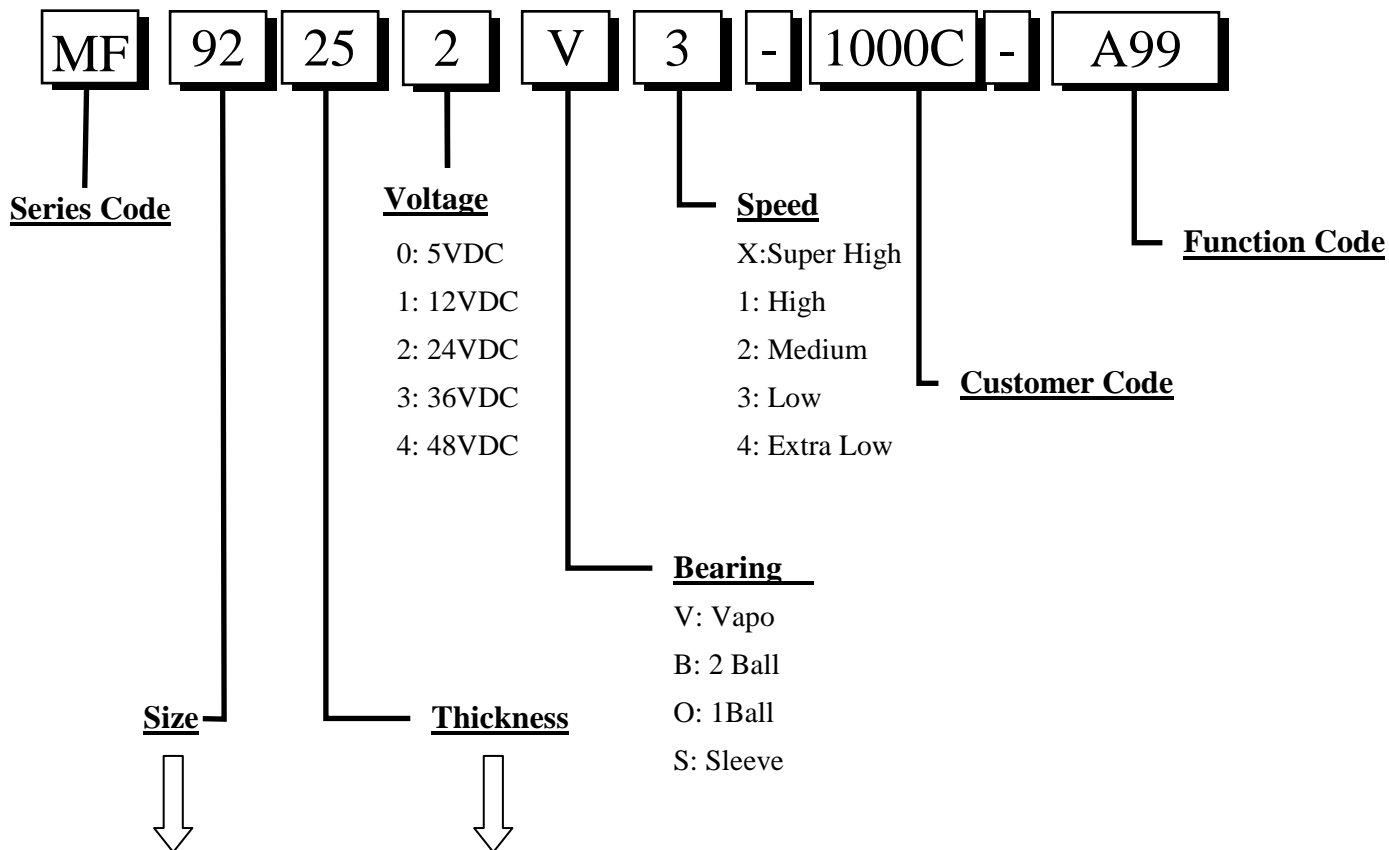 MF 92 25 2 V 3 - 1000C - A99
Series Code
Voltage
0: 5VDC
1: 12VDC
2: 24VDC
3: 36VDC
4: 48VDC
Speed
X:Super High
1: High
2: Medium
3: Low
4: Extra Low
Function Code
Customer Code
Bearing
V: Vapo
B: 2 Ball
O: 1Ball
S: Sleeve
Size
Thickness